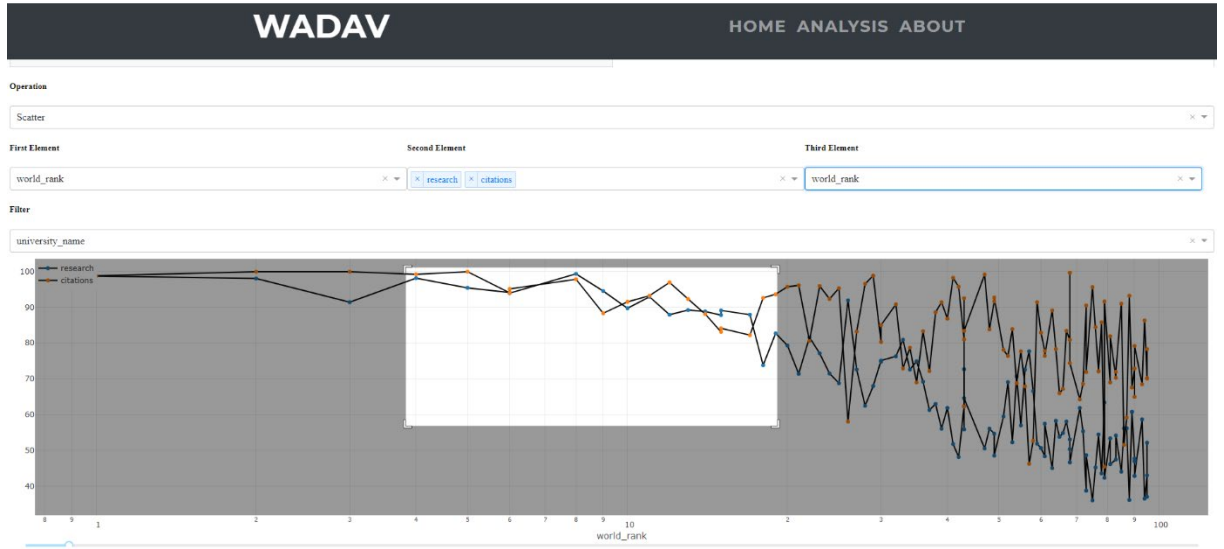 WADAV
HOME ANALYSIS ABOUT
Operation
Scatter
First Element Second Element Third Element
world_rank × research × citations world_rank
Filter
university_name
research
citations
100
90
80
70
60
50
40
8 9 1 2 3 4 5 6 7 8 9 10 2 3 4 5 6 7 8 9 100
world_rank